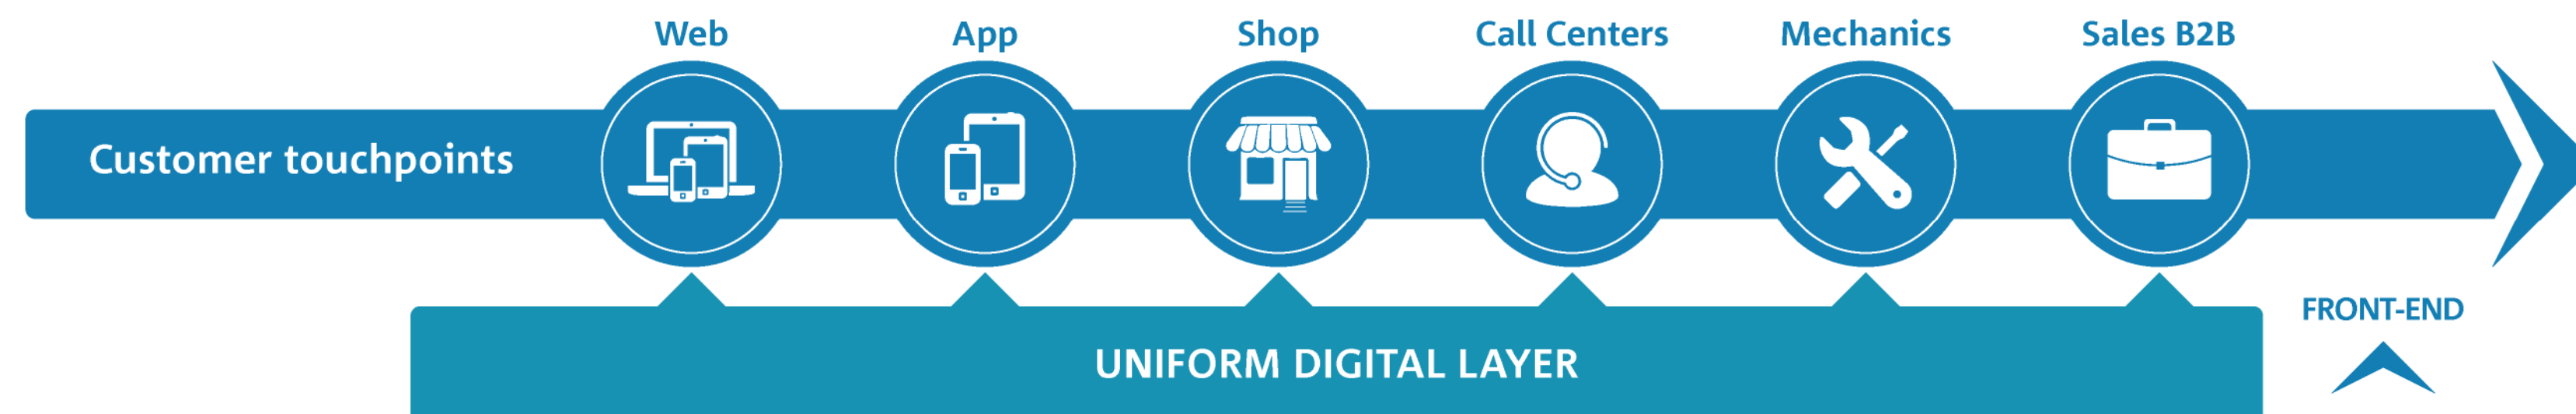 Web
App
Shop
Call Centers
Mechanics
Sales B2B
Customer touchpoints
FRONT-END
UNIFORM DIGITAL LAYER